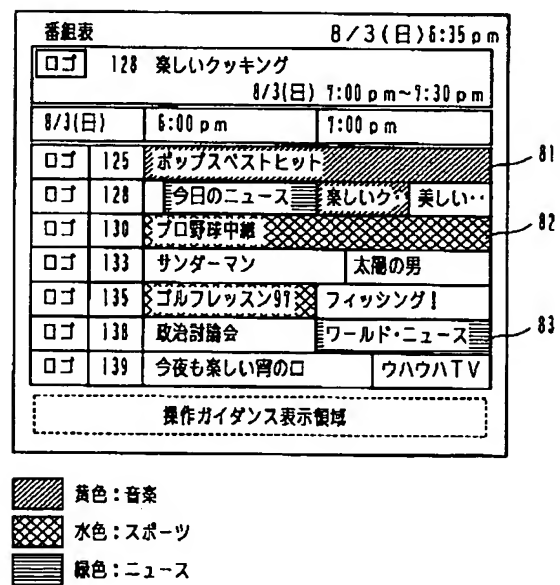 番組表 8/3(日)6:35pm
ロゴ 128 楽しいクッキング
8/3(日) 7:00pm~7:30pm
8/3(日) 6:00pm 7:00pm
ロゴ 125 ポップスベストヒット 81
ロゴ 128 今日のニュース 楽しいク・ 美しい・・
ロゴ 130 プロ野球中継 82
ロゴ 133 サンダーマン 太陽の男
ロゴ 135 ゴルフレッスン97 フィッシング!
ロゴ 138 政治討論会 ワールド・ニュース 83
ロゴ 139 今夜も楽しい宵の口 ウハウハTV
操作ガイダンス表示領域
黄色:音楽
水色:スポーツ
緑色:ニュース